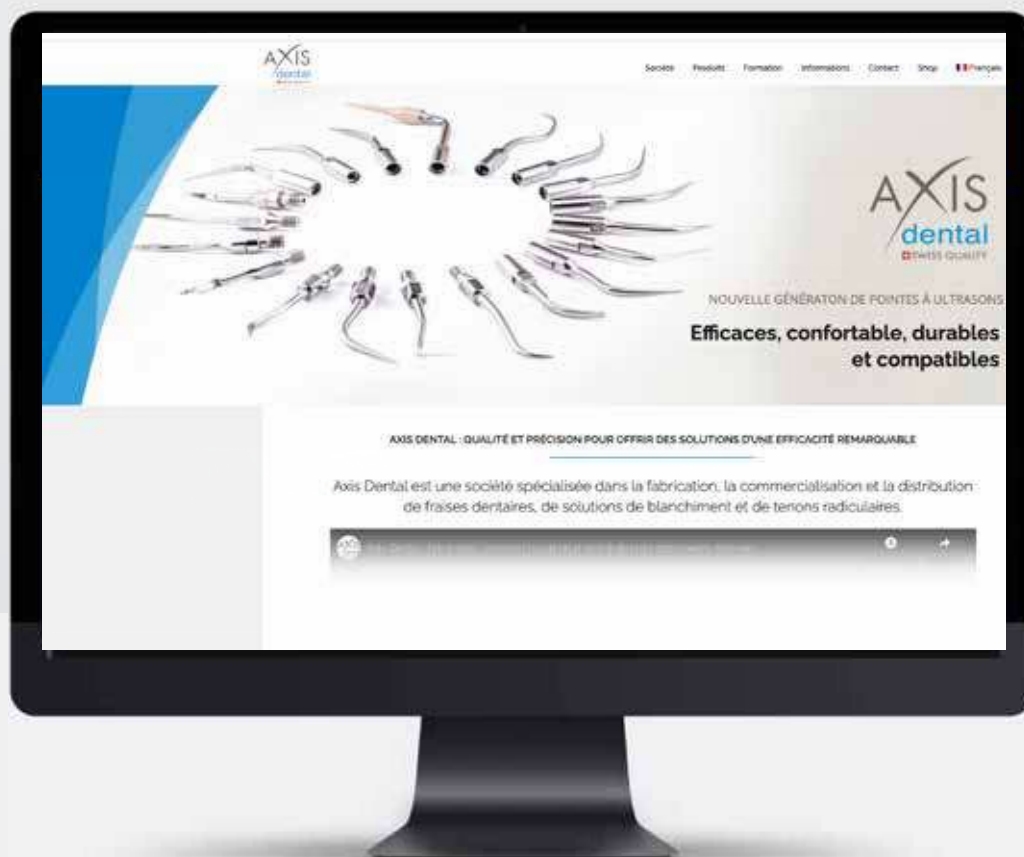 AXIS
dental
Société Produits Formation Informations Contact Shop Français
AXIS
dental
SWISS QUALITY
NOUVELLE GÉNÉRATON DE POINTES À ULTRASONS
Efficaces, confortable, durables
et compatibles
AXIS DENTAL : QUALITÉ ET PRÉCISION POUR OFFRIR DES SOLUTIONS D'UNE EFFICACITÉ REMARQUABLE
Axis Dental est une société spécialisée dans la fabrication, la commercialisation et la distribution
de fraises dentaires, de solutions de blanchiment et de tenons radiculaires.